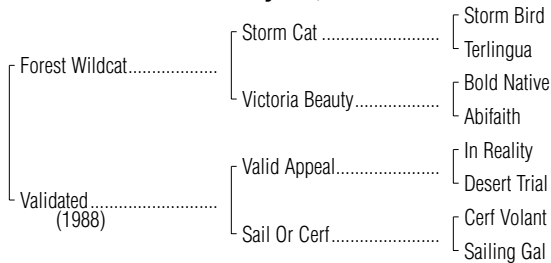 Storm Bird
Storm Cat ........................
Terlingua
Forest Wildcat..................
Bold Native
Victoria Beauty.................
Abifaith
In Reality
Valid Appeal.....................
Desert Trial
Validated.........................
(1988)
Cerf Volant
Sail Or Cerf......................
Sailing Gal